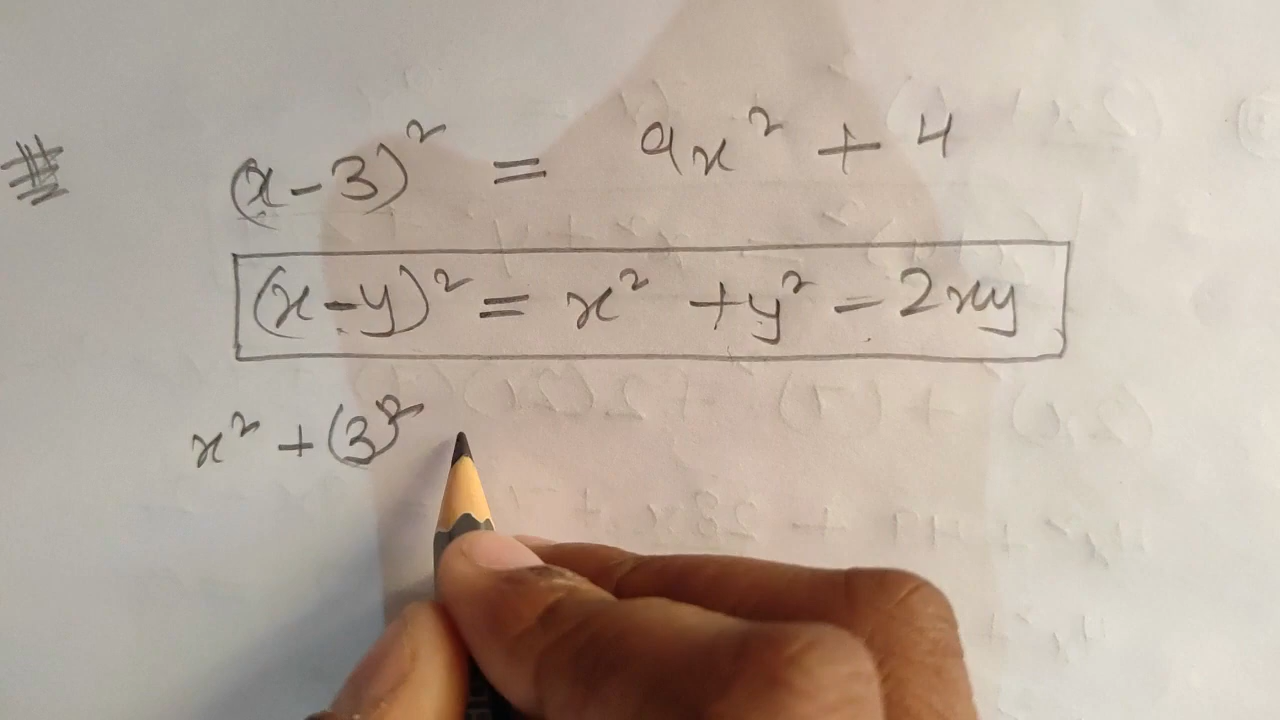 # (x-3)² = 9x² + 4
(x-y)² = x² + y² - 2xy
x² + (3)²